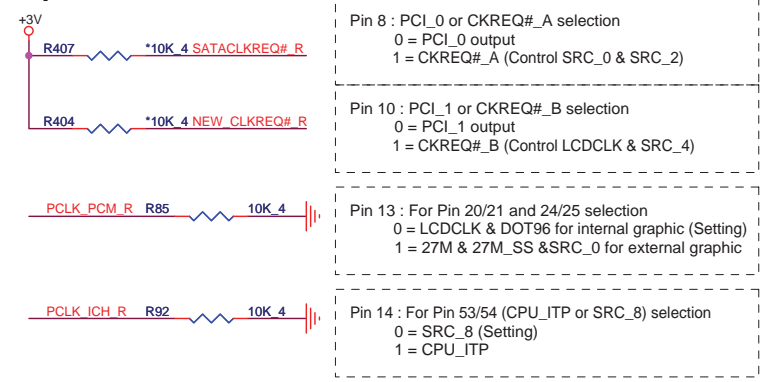 +3V
R407 *10K_4 SATACLKREQ#_R
R404 *10K_4 NEW_CLKREQ#_R
PCLK_PCM_R R85 10K_4
PCLK_ICH_R R92 10K_4
Pin 8 : PCI_0 or CKREQ#_A selection
0 = PCI_0 output
1 = CKREQ#_A (Control SRC_0 & SRC_2)
Pin 10 : PCI_1 or CKREQ#_B selection
0 = PCI_1 output
1 = CKREQ#_B (Control LCDCLK & SRC_4)
Pin 13 : For Pin 20/21 and 24/25 selection
0 = LCDCLK & DOT96 for internal graphic (Setting)
1 = 27M & 27M_SS &SRC_0 for external graphic
Pin 14 : For Pin 53/54 (CPU_ITP or SRC_8) selection
0 = SRC_8 (Setting)
1 = CPU_ITP